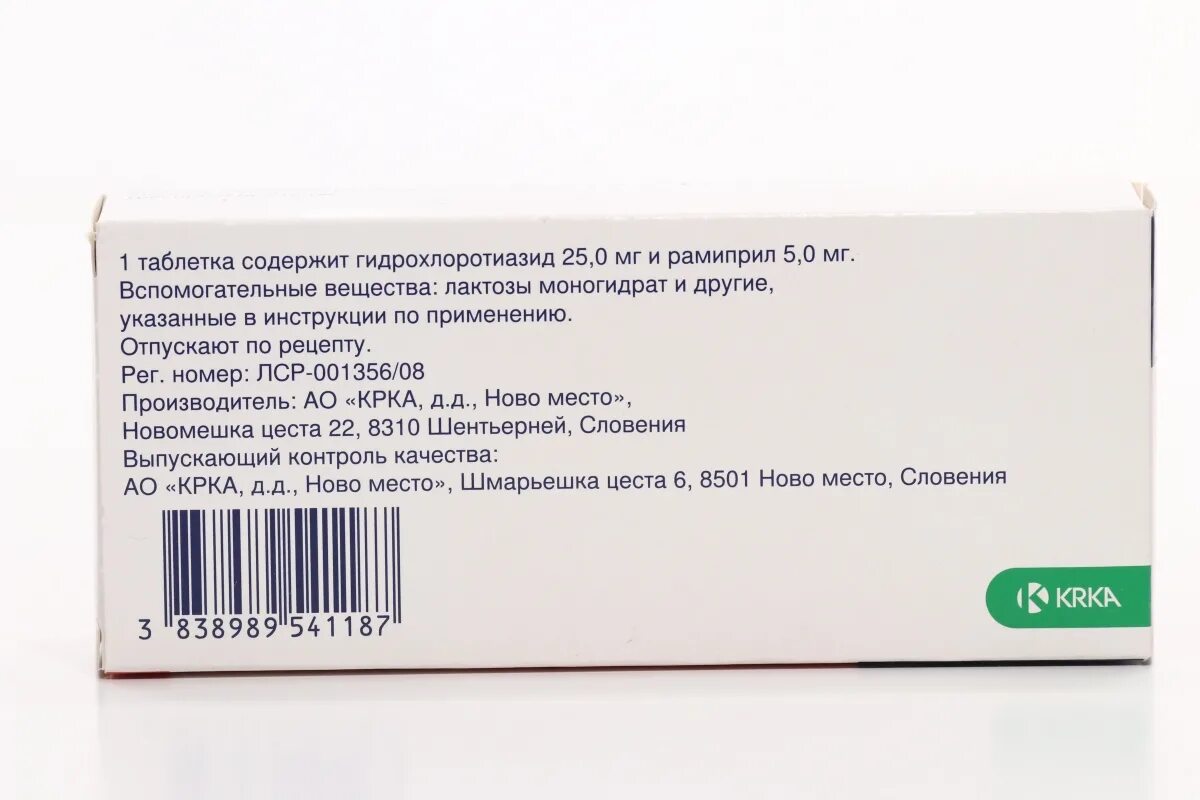 1 таблетка содержит гидрохлоротиазид 25,0 мг и рамиприл 5,0 мг.
Вспомогательные вещества: лактозы моногидрат и другие,
указанные в инструкции по применению.
Отпускают по рецепту.
Рег. номер: ЛСР-001356/08
Производитель: АО «КРКА, д.д., Ново место»,
Новомешка цеста 22, 8310 Шентьерней, Словения
Выпускающий контроль качества:
АО «КРКА, д.д., Ново место», Шмарьешка цеста 6, 8501 Ново место, Словения
3 838989 541187
KRKA